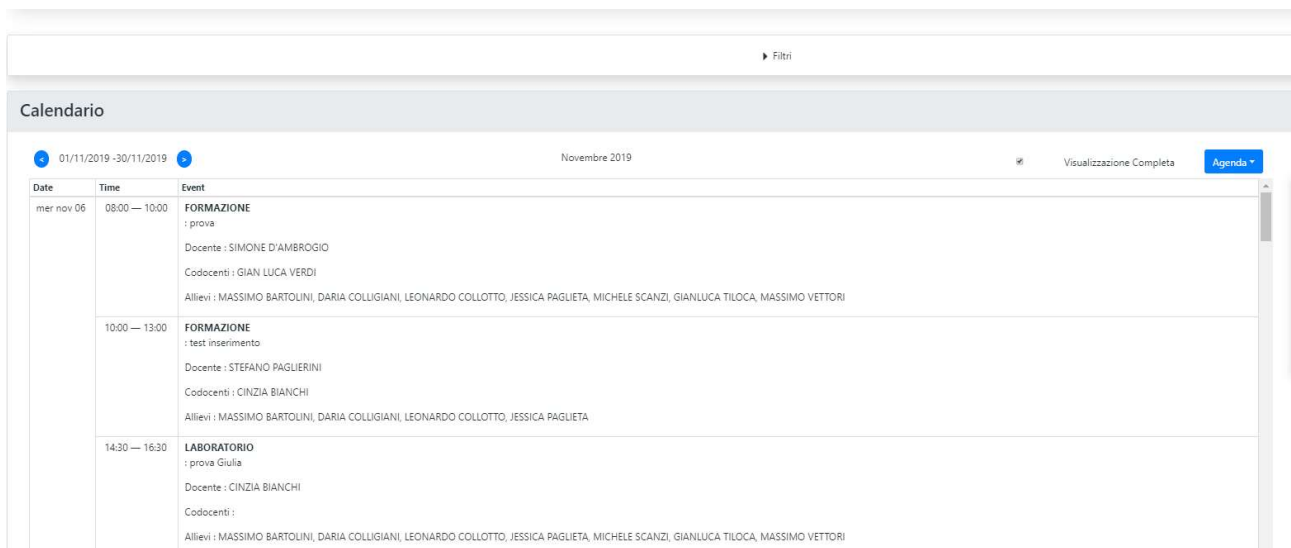 Filtri
Calendario
< 01/11/2019 -30/11/2019 > Novembre 2019 Visualizzazione Completa Agenda
Date Time Event
mer nov 06 08:00 — 10:00 FORMAZIONE
: prova
Docente : SIMONE D'AMBROGIO
Codocenti : GIAN LUCA VERDI
Allievi : MASSIMO BARTOLINI, DARIA COLLIGIANI, LEONARDO COLLOTTO, JESSICA PAGLIETA, MICHELE SCANZI, GIANLUCA TILOCA, MASSIMO VETTORI
10:00 — 13:00 FORMAZIONE
: test inserimento
Docente : STEFANO PAGLIERINI
Codocenti : CINZIA BIANCHI
Allievi : MASSIMO BARTOLINI, DARIA COLLIGIANI, LEONARDO COLLOTTO, JESSICA PAGLIETA
14:30 — 16:30 LABORATORIO
: prova Giulia
Docente : CINZIA BIANCHI
Codocenti :
Allievi : MASSIMO BARTOLINI, DARIA COLLIGIANI, LEONARDO COLLOTTO, JESSICA PAGLIETA, MICHELE SCANZI, GIANLUCA TILOCA, MASSIMO VETTORI